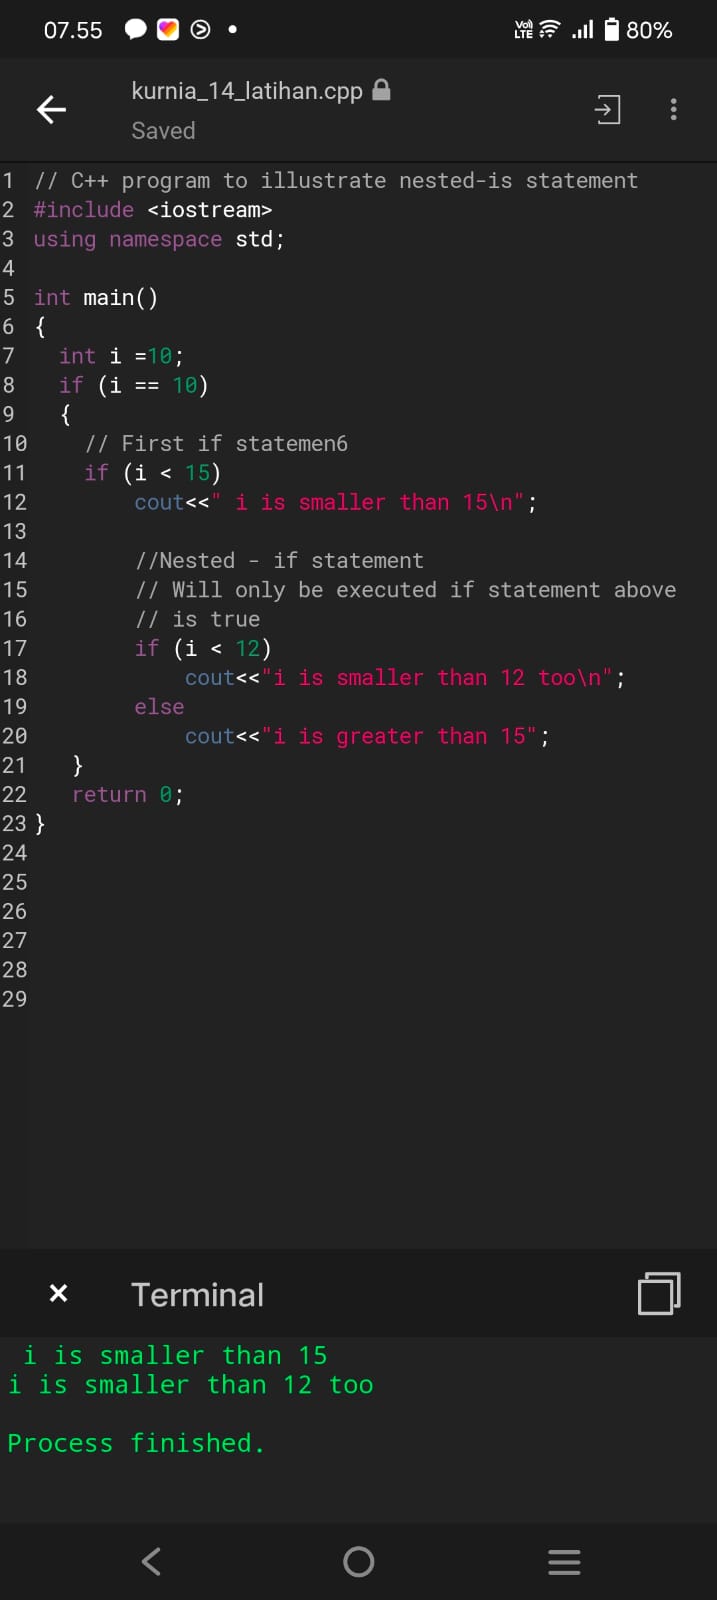 07.55 Vo) LTE 80%
kurnia_14_latihan.cpp
Saved
1 // C++ program to illustrate nested-is statement
2 #include <iostream>
3 using namespace std;
4
5 int main()
6 {
7   int i =10;
8   if (i == 10)
9   {
10     // First if statemen6
11     if (i < 15)
12         cout<<" i is smaller than 15\n";
13
14         //Nested - if statement
15         // Will only be executed if statement above
16         // is true
17         if (i < 12)
18             cout<<"i is smaller than 12 too\n";
19         else
20             cout<<"i is greater than 15";
21    }
22    return 0;
23 }
24
25
26
27
28
29
Terminal
 i is smaller than 15
i is smaller than 12 too
Process finished.